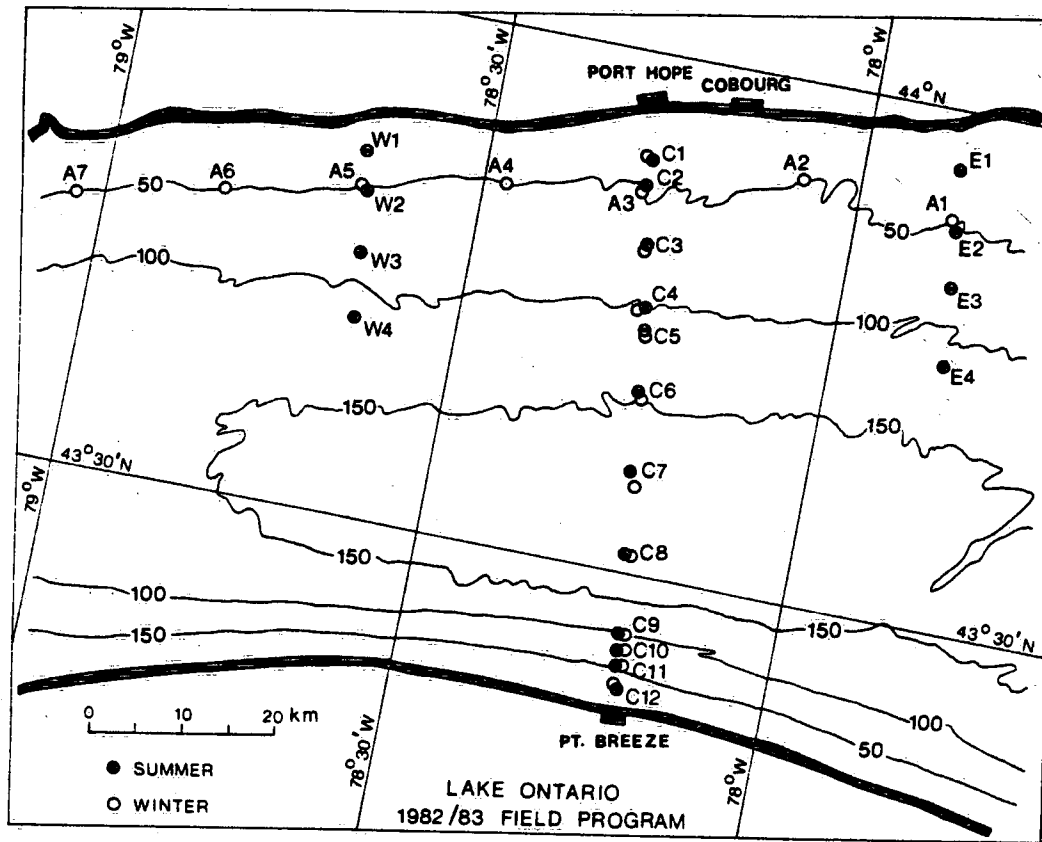 79°W
78°30'W
78°W
44°N
PORT HOPE
COBOURG
W1
C1
E1
A7
A6
A5
A4
A2
50
C2
W2
A3
A1
50
E2
C3
W3
100
E3
C4
W4
100
C5
E4
C6
150
150
43°30'N
C7
79°W
C8
150
100
C9
150
43°30'N
150
C10
C11
C12
100
0 10 20 km
78°30'W
PT. BREEZE
78°W
50
SUMMER
WINTER
LAKE ONTARIO
1982/83 FIELD PROGRAM